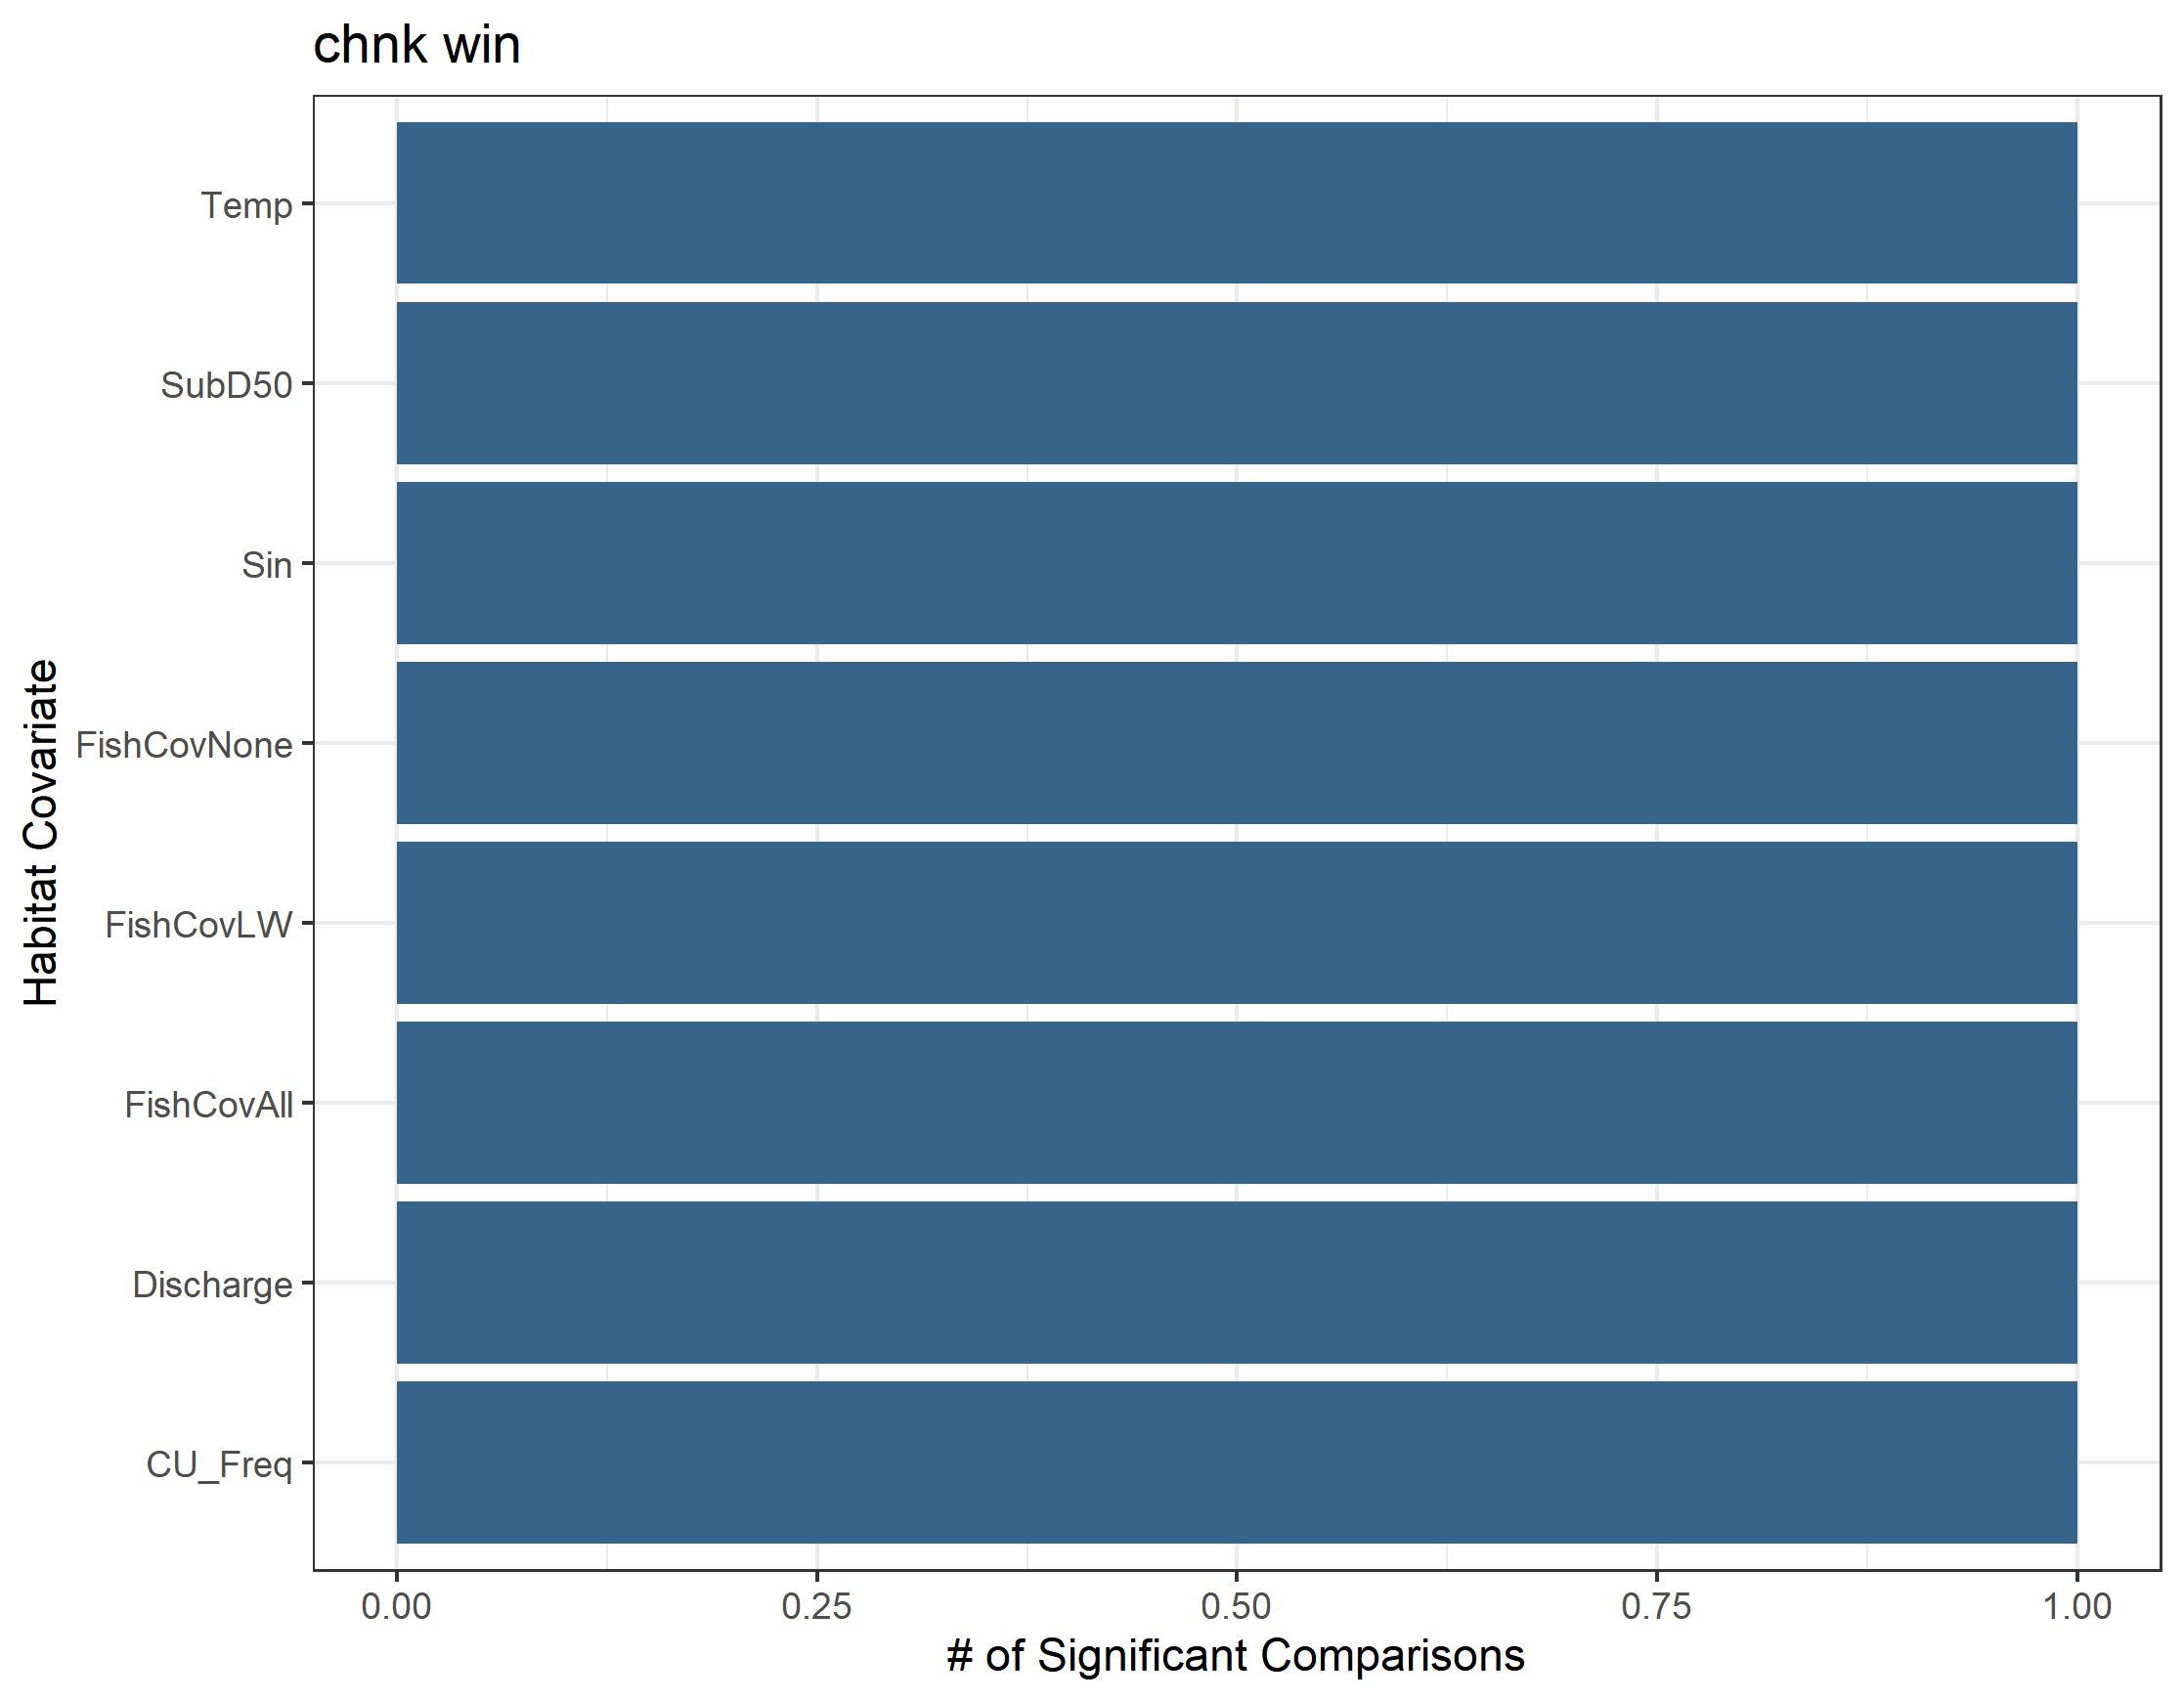 chnk win
Habitat Covariate
Temp
SubD50
Sin
FishCovNone
FishCovLW
FishCovAll
Discharge
CU_Freq
0.00 0.25 0.50 0.75 1.00
# of Significant Comparisons